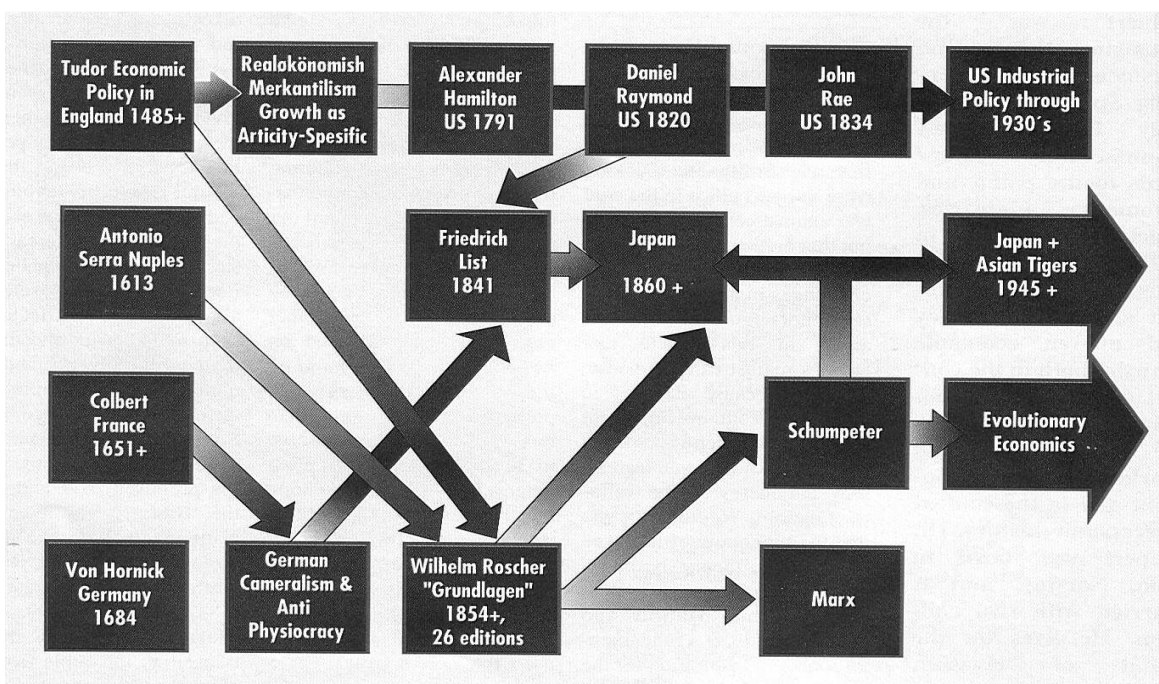 Tudor Economic
Policy in
England 1485+
Realøkönomish
Merkantilism
Growth as
Articity-Spesific
Alexander
Hamilton
US 1791
Daniel
Raymond
US 1820
John
Rae
US 1834
US Industrial
Policy through
1930´s
Antonio
Serra Naples
1613
Friedrich
List
1841
Japan
1860 +
Japan +
Asian Tigers
1945 +
Colbert
France
1651+
Schumpeter
Evolutionary
Economics
Von Hornick
Germany
1684
German
Cameralism &
Anti
Physiocracy
Wilhelm Roscher
"Grundlagen"
1854+,
26 editions
Marx